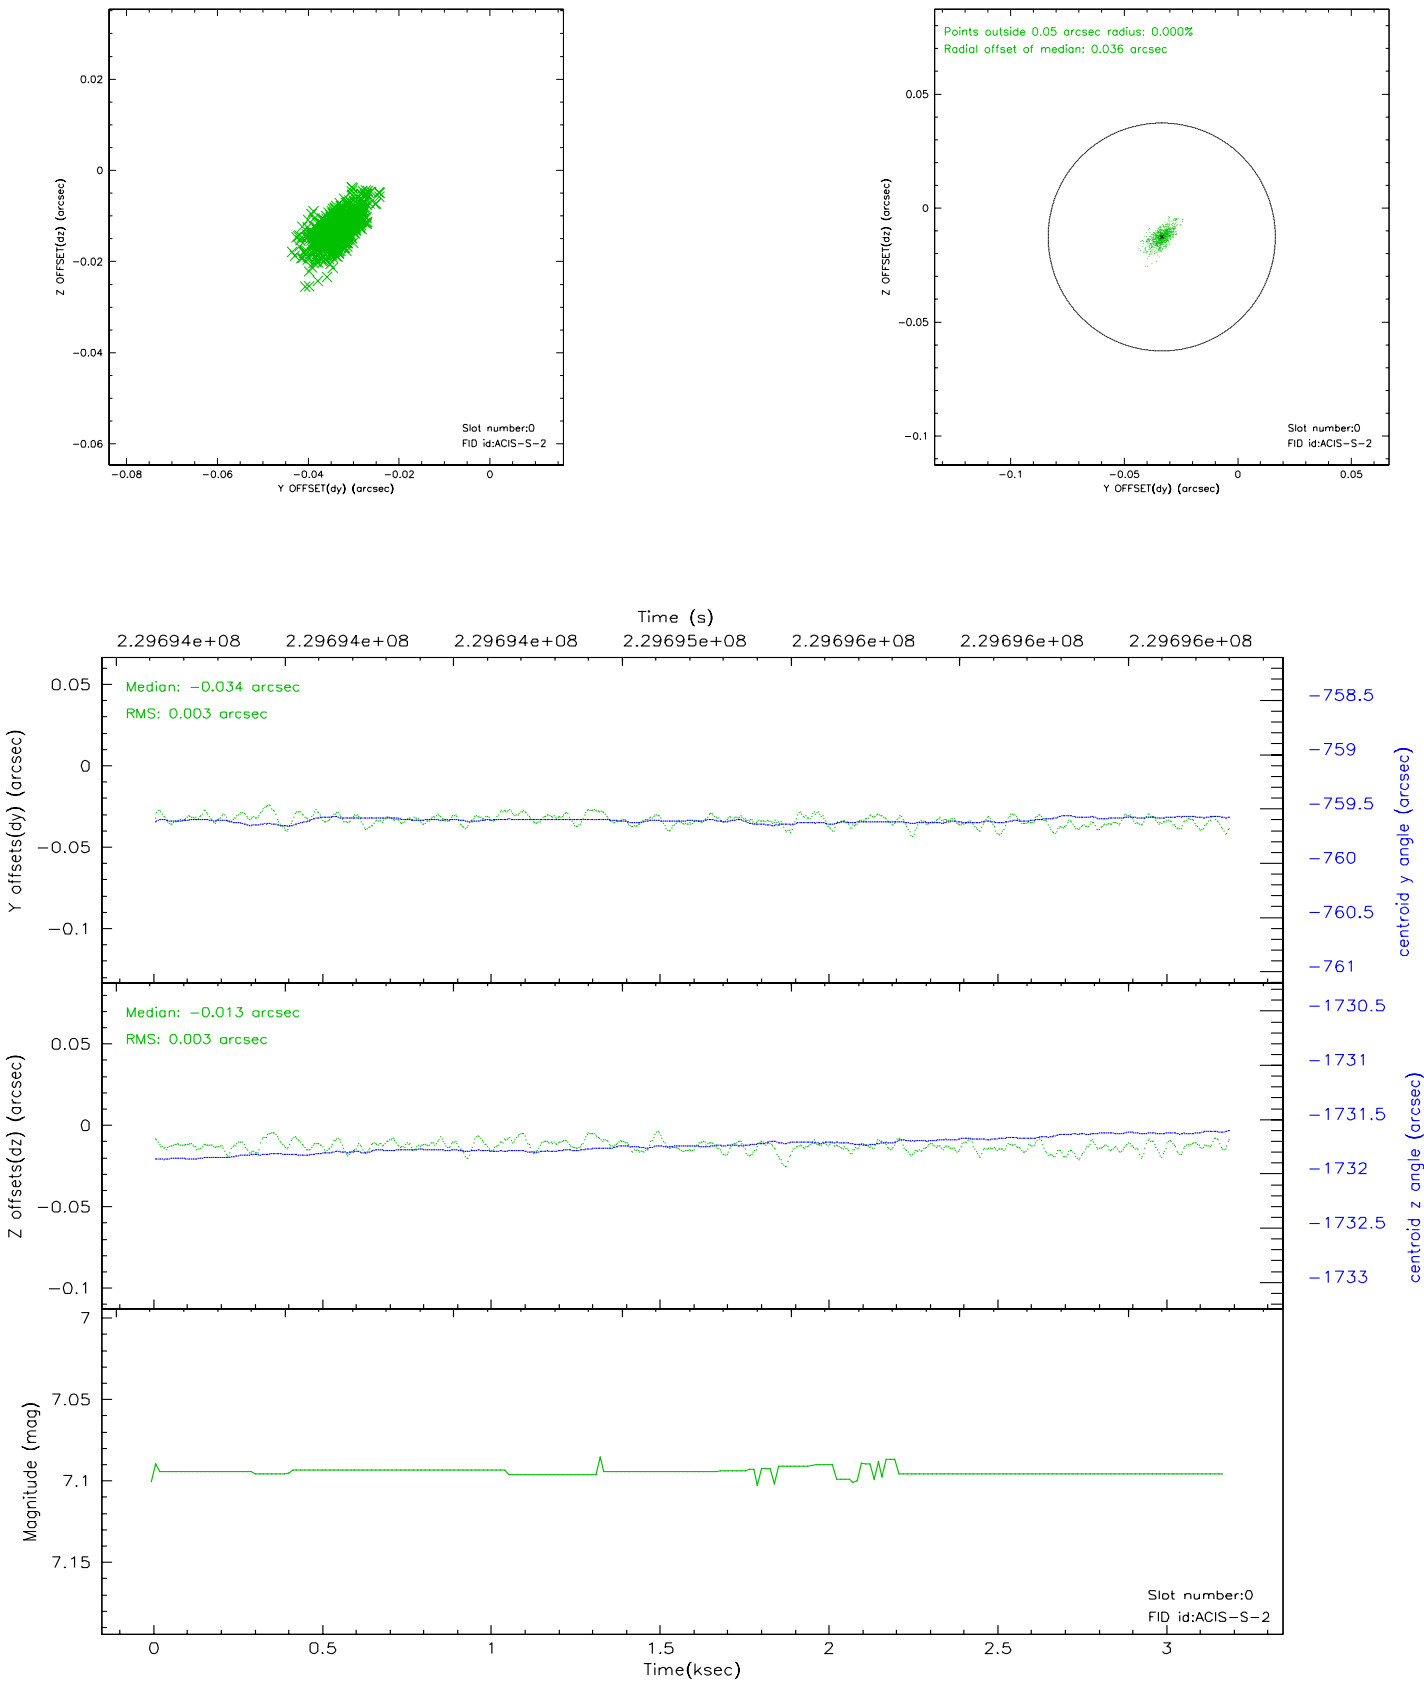 0.02
0
−0.02
−0.04
−0.06
Z OFFSET(dz) (arcsec)
Slot number:0
FID id:ACIS−S−2
−0.08 −0.06 −0.04 −0.02 0
Y OFFSET(dy) (arcsec)
Points outside 0.05 arcsec radius: 0.000%
Radial offset of median: 0.036 arcsec
0.05
0
−0.05
−0.1
Z OFFSET(dz) (arcsec)
Slot number:0
FID id:ACIS−S−2
−0.1 −0.05 0 0.05
Y OFFSET(dy) (arcsec)
Time (s)
2.29694e+08 2.29694e+08 2.29694e+08 2.29695e+08 2.29696e+08 2.29696e+08 2.29696e+08
Median: −0.034 arcsec
RMS: 0.003 arcsec
0.05
0
−0.05
−0.1
Y offsets(dy) (arcsec)
−758.5
−759
−759.5
−760
−760.5
−761
centroid y angle (arcsec)
Median: −0.013 arcsec
RMS: 0.003 arcsec
0.05
0
−0.05
−0.1
Z offsets(dz) (arcsec)
−1730.5
−1731
−1731.5
−1732
−1732.5
−1733
centroid z angle (arcsec)
7
7.05
7.1
7.15
Magnitude (mag)
Slot number:0
FID id:ACIS−S−2
0 0.5 1 1.5 2 2.5 3
Time(ksec)